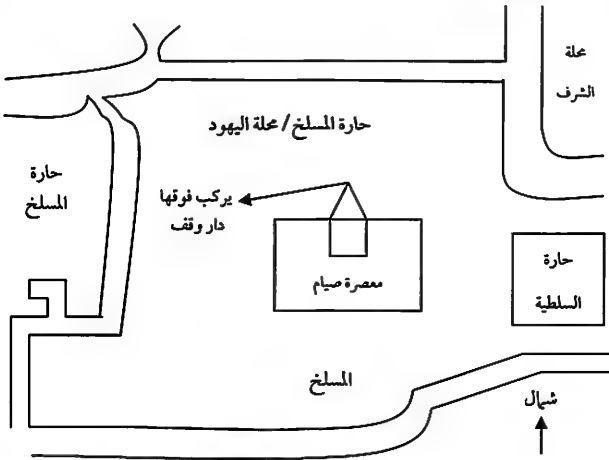 محلة
الشرف
حارة المسلخ / محلة اليهود
حارة
المسلخ
يركب فوقها
دار وقف
معصرة صيام
حارة
السلطية
المسلخ
شمال